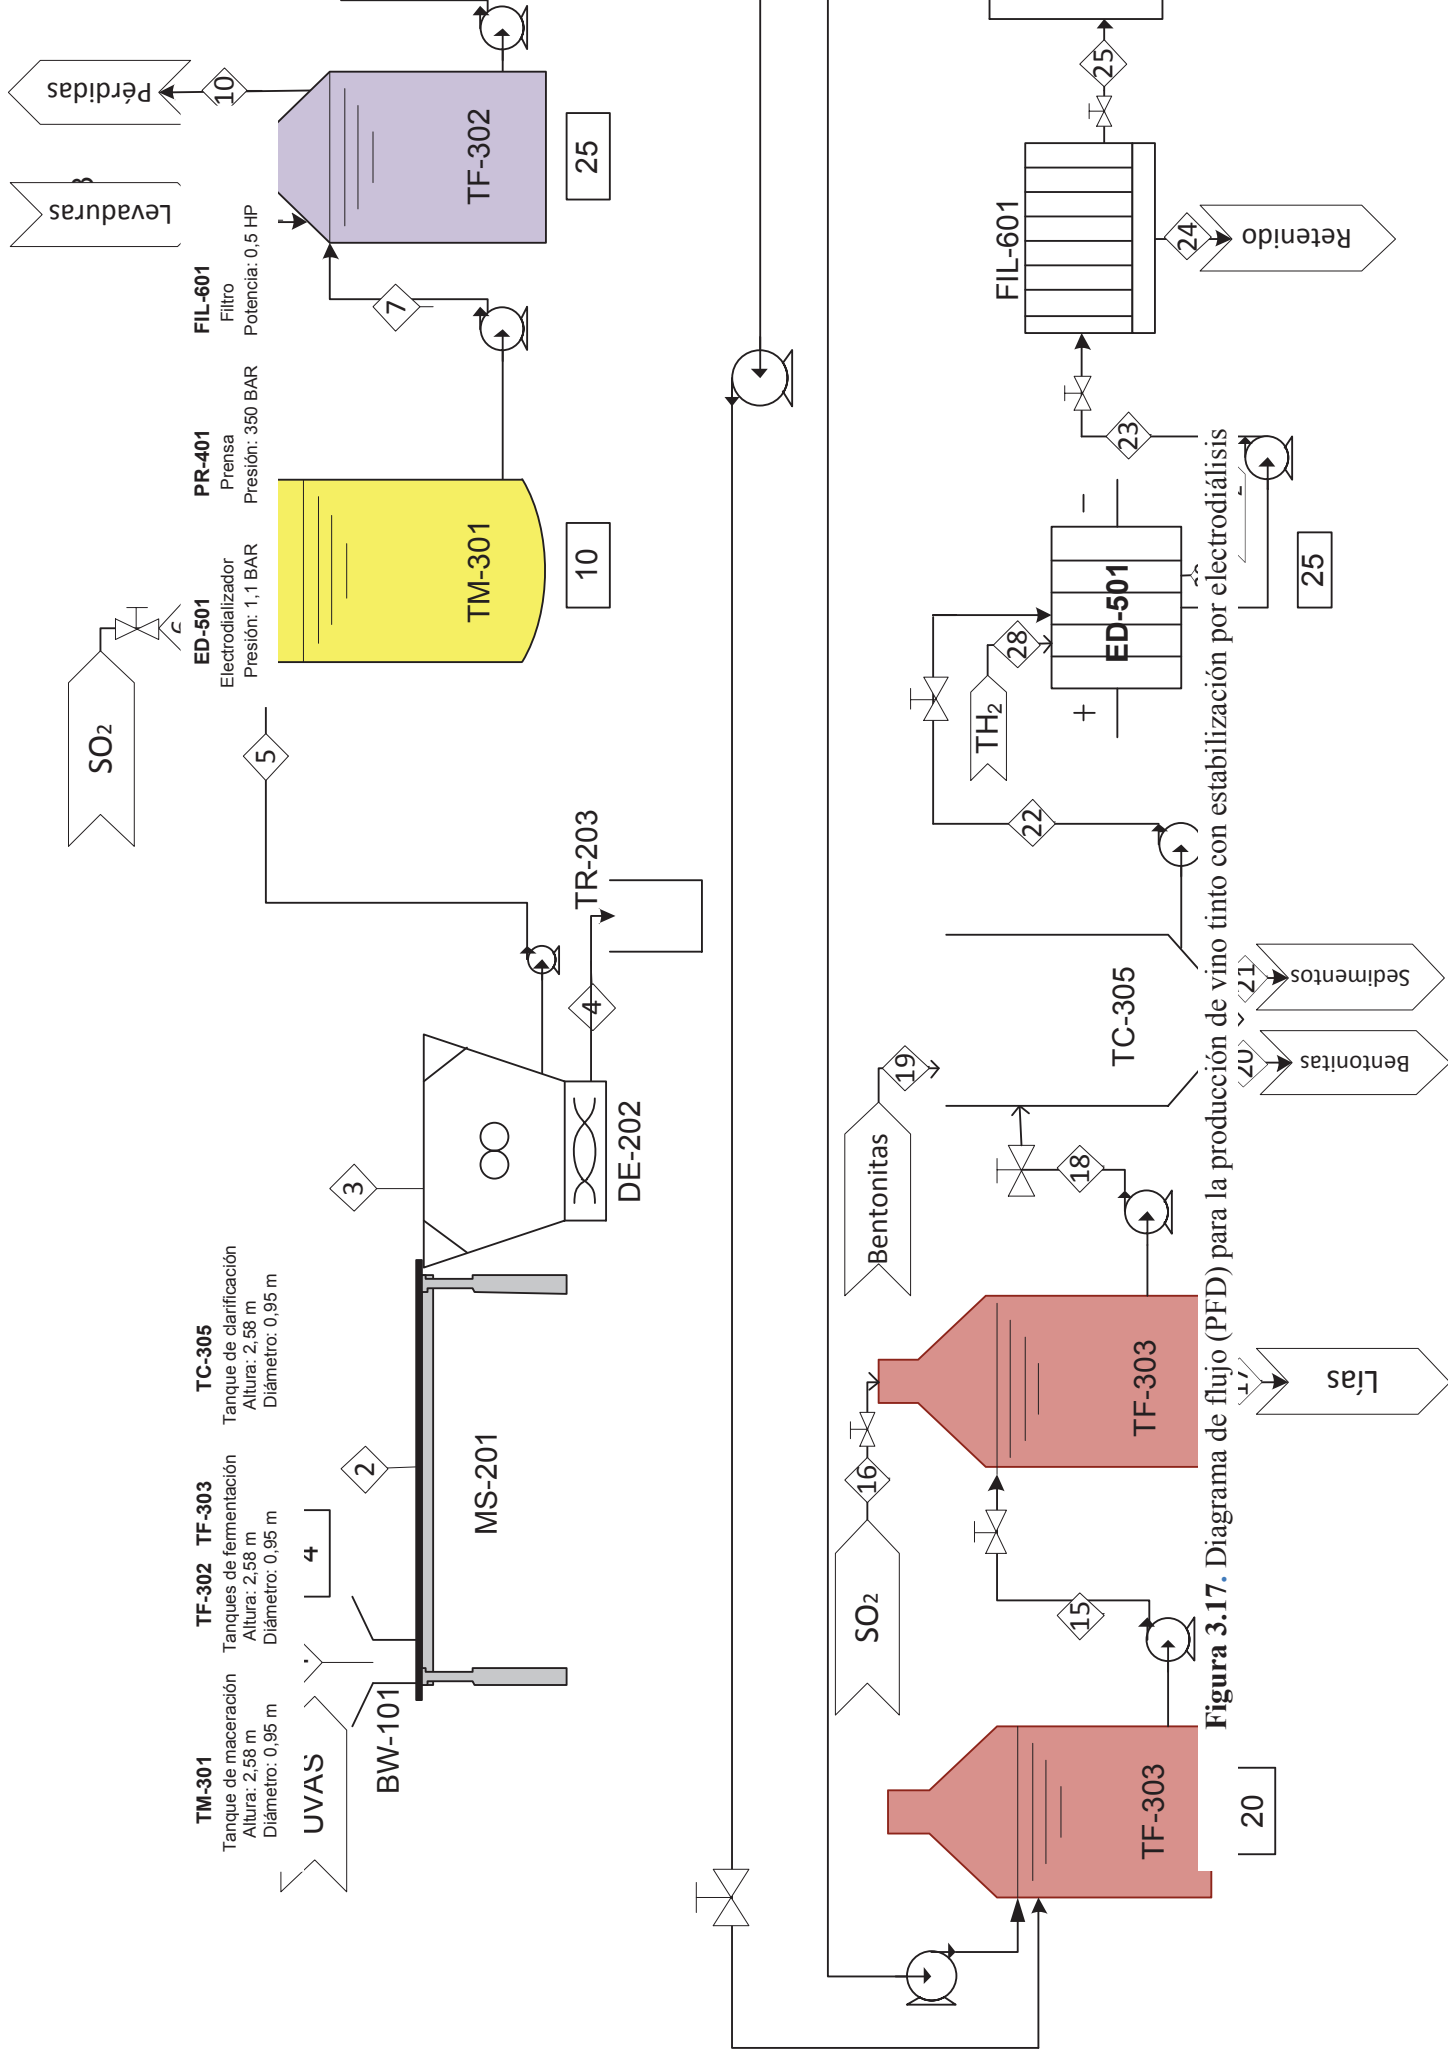 TM-301
Tanque de maceración
Altura: 2,58 m
Diámetro: 0,95 m
TF-302 TF-303
Tanques de fermentación
Altura: 2,58 m
Diámetro: 0,95 m
TC-305
Tanque de clarificación
Altura: 2,58 m
Diámetro: 0,95 m
ED-501
Electrodializador
Presión: 1,1 BAR
PR-401
Prensa
Presión: 350 BAR
FIL-601
Filtro
Potencia: 0,5 HP
UVAS
4
BW-101
2
MS-201
3
DE-202
4
TR-203
5
SO2
TM-301
10
7
Levaduras
Pérdidas
10
TF-302
25
TF-303
20
15
SO2
16
TF-303
17
Lías
18
Bentonitas
19
TC-305
20
Bentonitas
21
Sedimentos
22
TH2
28
+
-
ED-501
25
23
FIL-601
24
Retenido
25
Figura 3.17. Diagrama de flujo (PFD) para la producción de vino tinto con estabilización por electrodiálisis